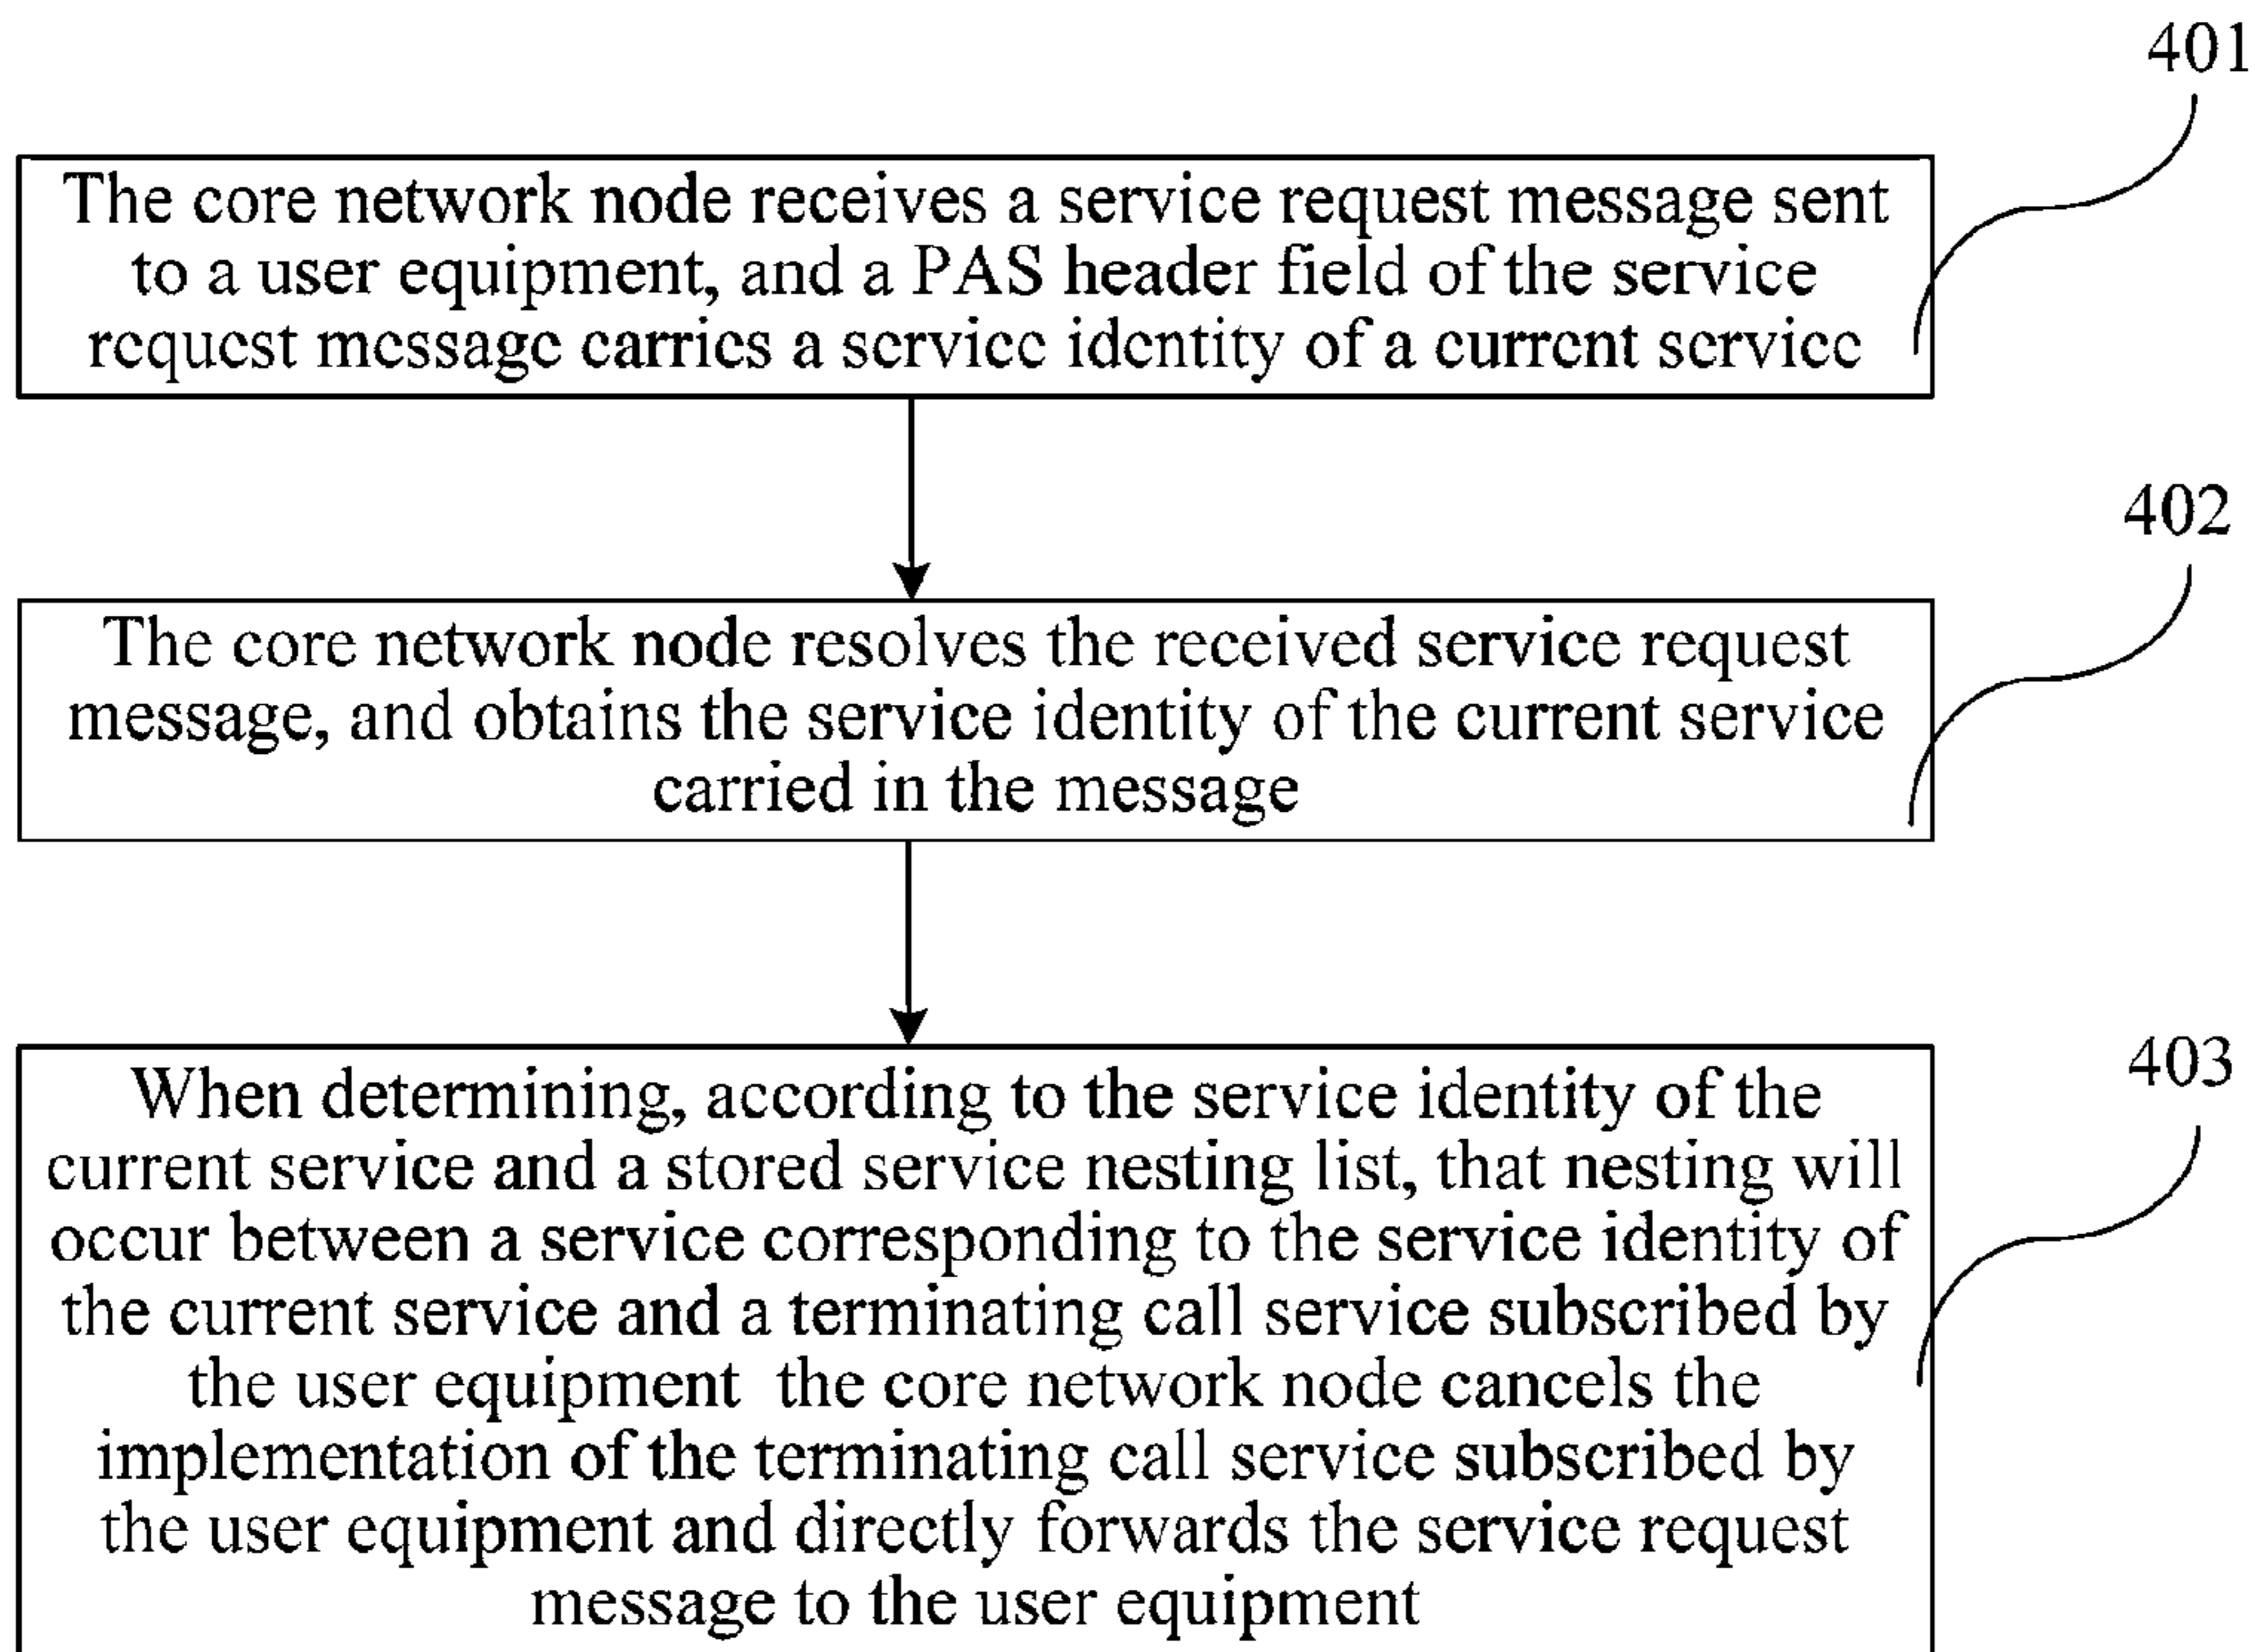 401
The core network node receives a service request message sent
to a user equipment, and a PAS header field of the service
request message carries a service identity of a current service
402
The core network node resolves the received service request
message, and obtains the service identity of the current service
carried in the message
403
When determining, according to the service identity of the
current service and a stored service nesting list, that nesting will
occur between a service corresponding to the service identity of
the current service and a terminating call service subscribed by
the user equipment the core network node cancels the
implementation of the terminating call service subscribed by
the user equipment and directly forwards the service request
message to the user equipment